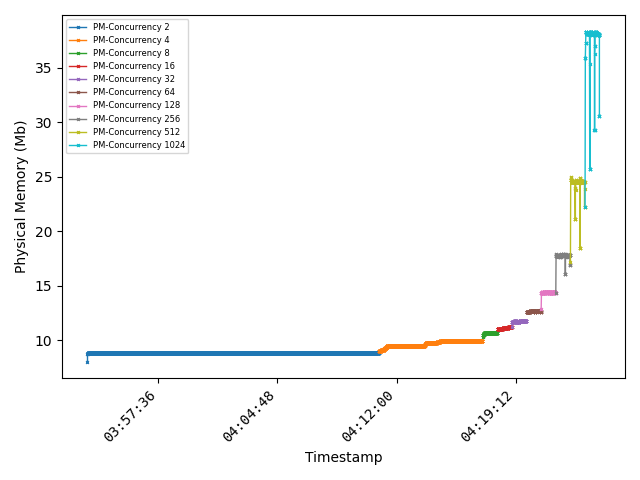 PM-Concurrency 2
PM-Concurrency 4
PM-Concurrency 8
PM-Concurrency 16
PM-Concurrency 32
PM-Concurrency 64
PM-Concurrency 128
PM-Concurrency 256
PM-Concurrency 512
PM-Concurrency 1024
Physical Memory (Mb)
35
30
25
20
15
10
03:57:36
04:04:48
04:12:00
04:19:12
Timestamp